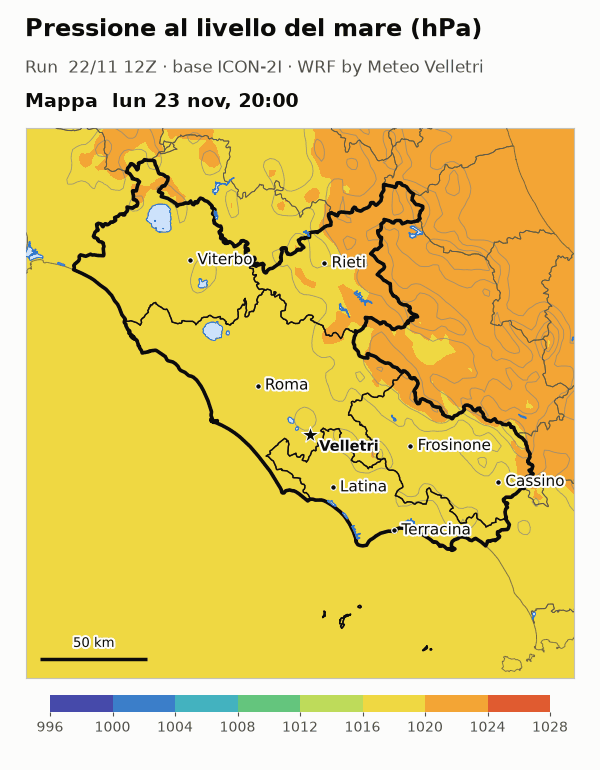 Pressione al livello del mare (hPa)
Run  22/11 12Z · base ICON-2I · WRF by Meteo Velletri
Mappa  lun 23 nov, 20:00
Viterbo
Rieti
Roma
Velletri
Frosinone
Cassino
Latina
Terracina
50 km
996 1000 1004 1008 1012 1016 1020 1024 1028